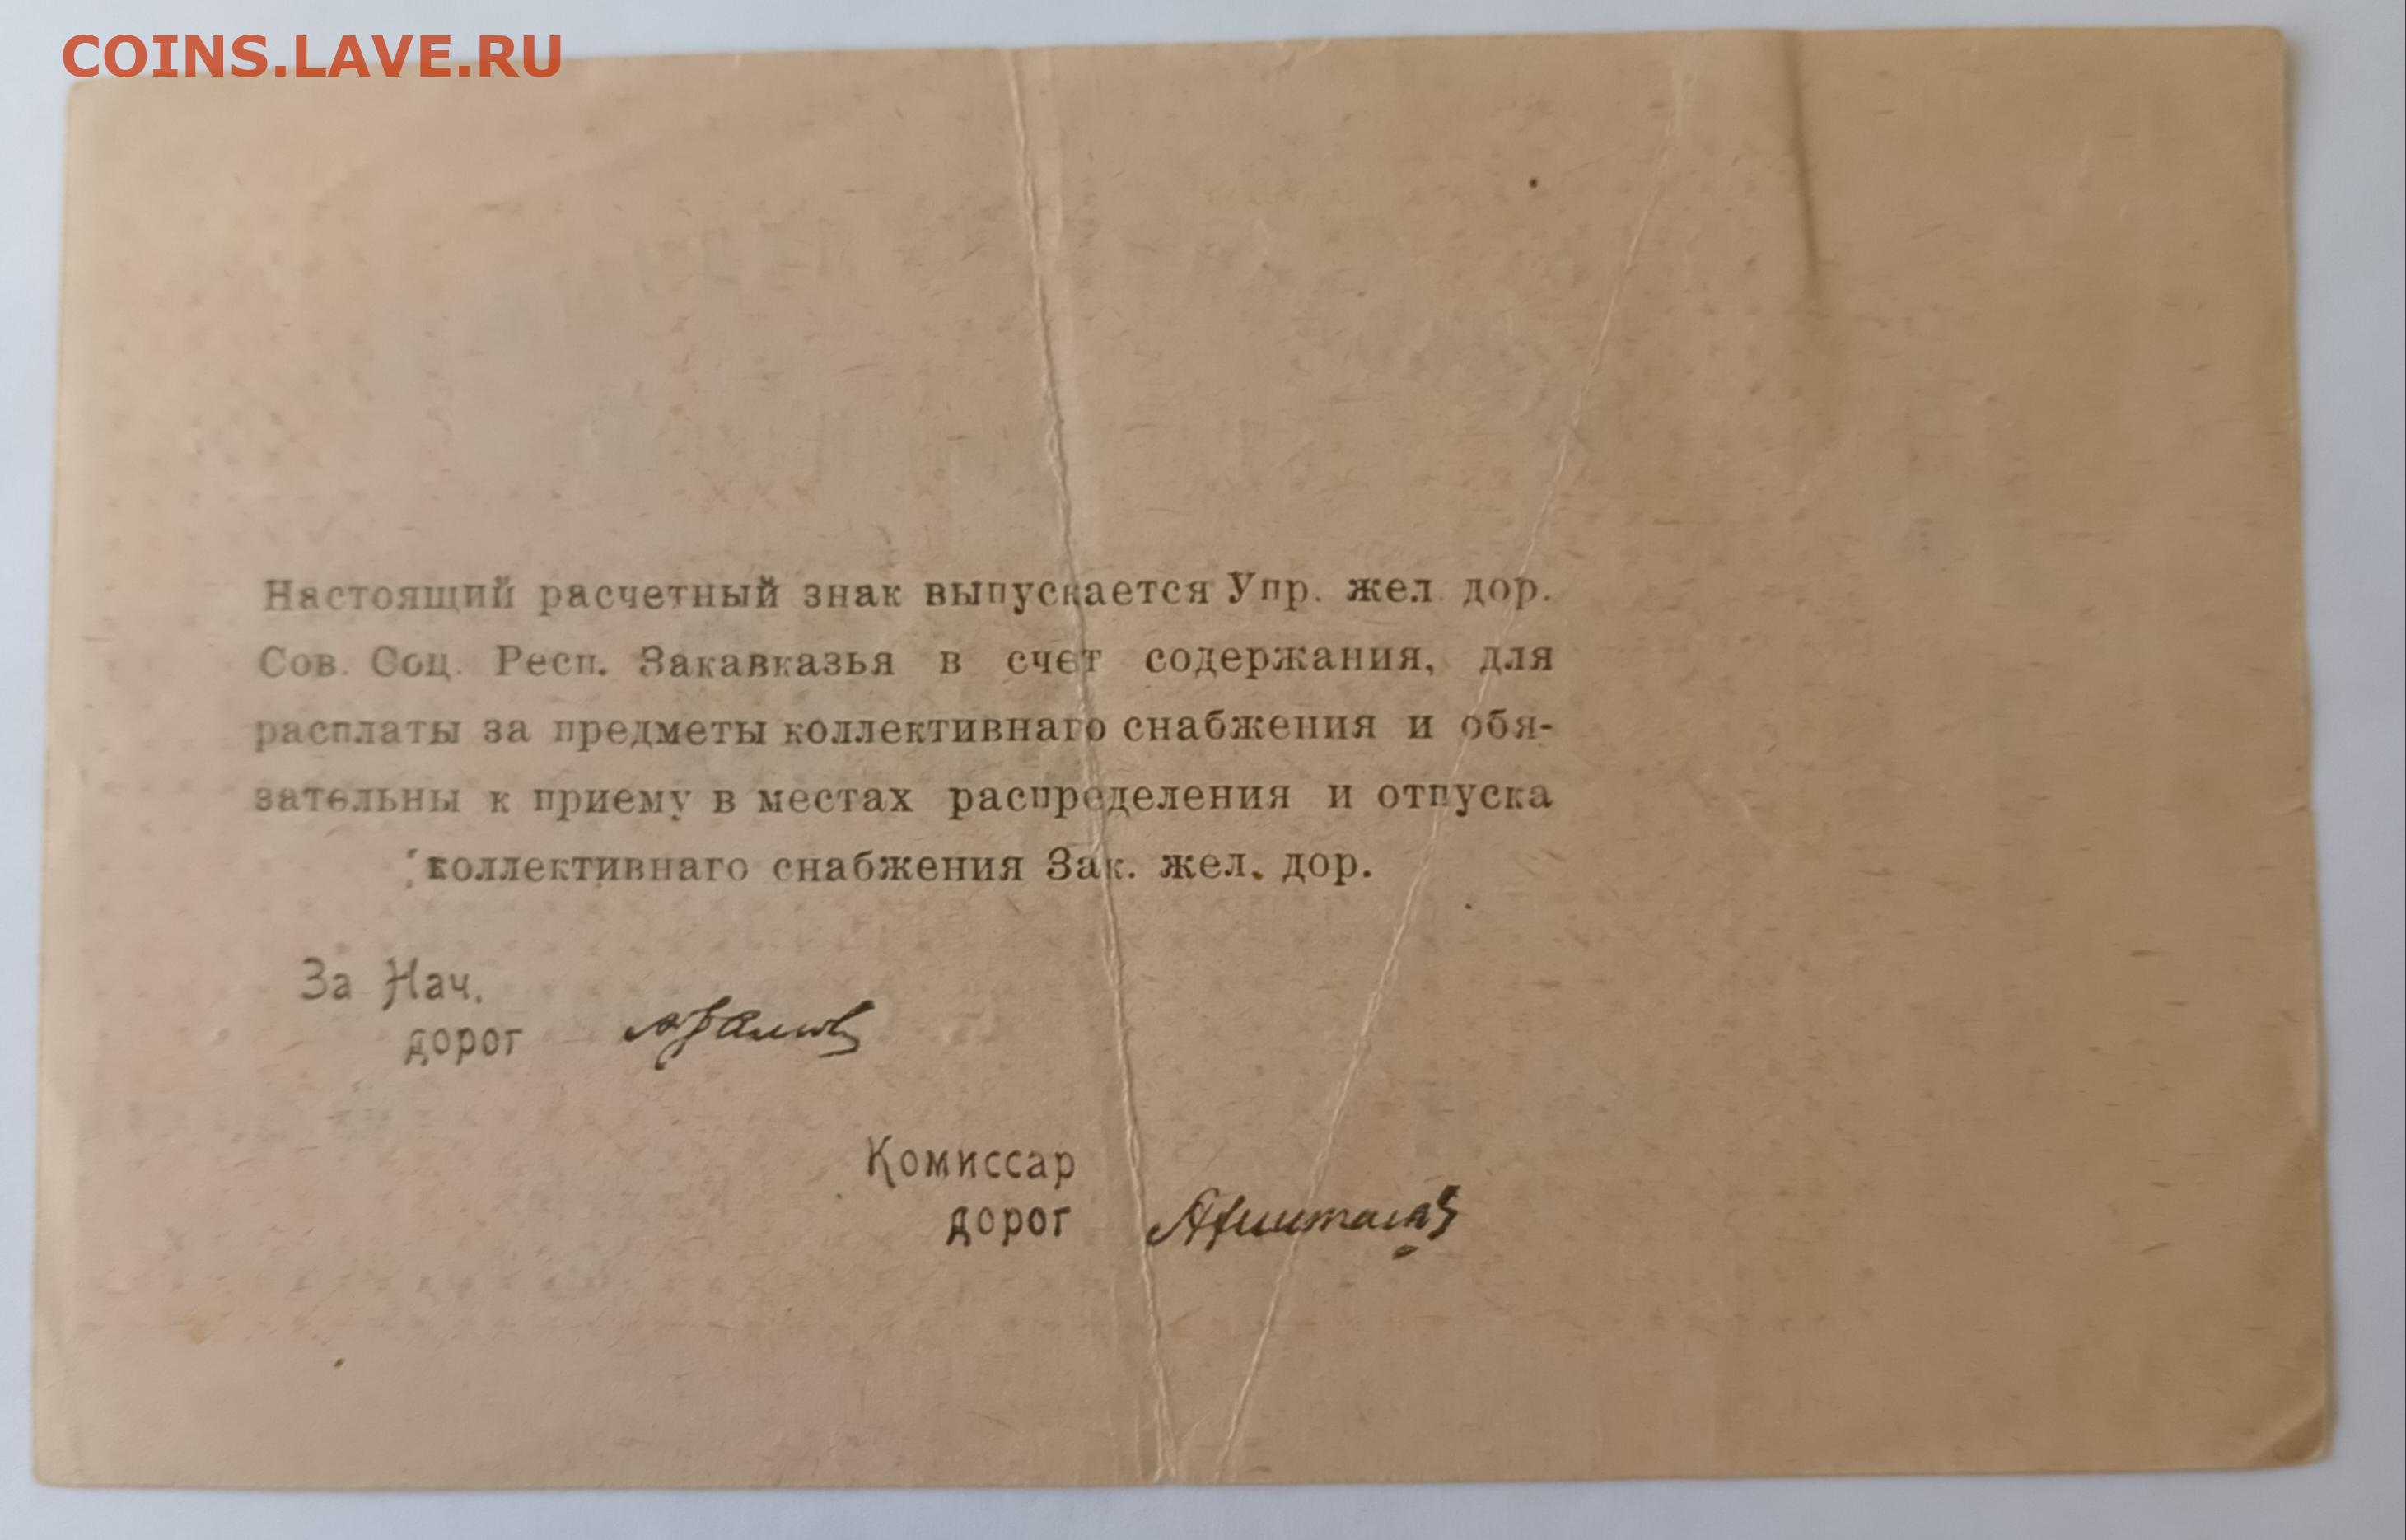 COINS.LAVE.RU
Настоящий расчетный знак выпускается Упр. жел. дор.
Сов. Соц. Респ. Закавказья в счет содержания, для
расплаты за предметы коллективнаго снабжения и обя-
зательны к приему в местах распределения и отпуска
коллективнаго снабжения Зак. жел. дор.
За Нач.
дорог
Комиссар
дорог